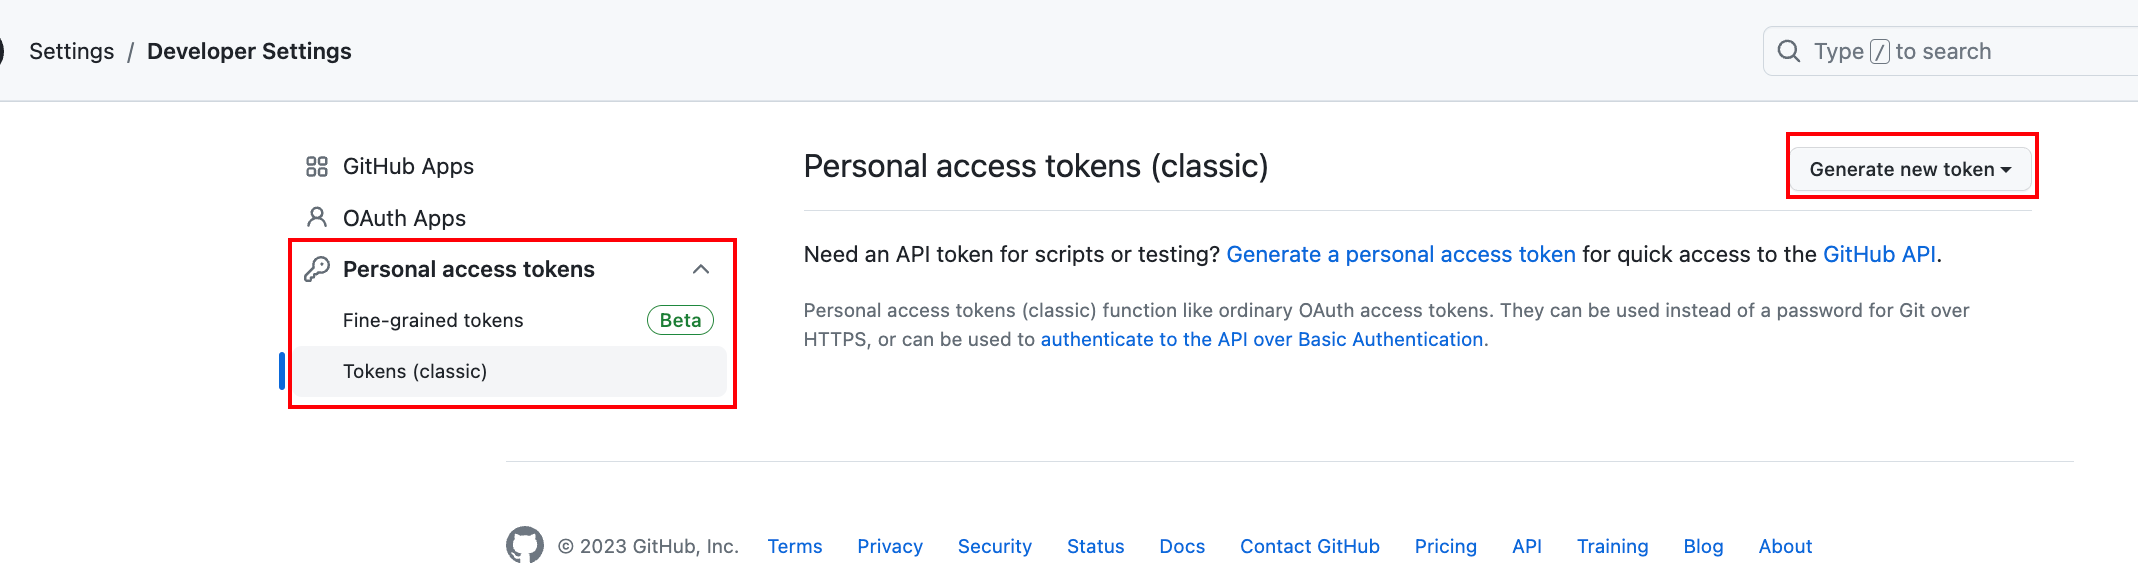 Settings / Developer Settings
Type / to search
GitHub Apps
OAuth Apps
Personal access tokens
Fine-grained tokens Beta
Tokens (classic)
Personal access tokens (classic)
Generate new token
Need an API token for scripts or testing? Generate a personal access token for quick access to the GitHub API.
Personal access tokens (classic) function like ordinary OAuth access tokens. They can be used instead of a password for Git over
HTTPS, or can be used to authenticate to the API over Basic Authentication.
© 2023 GitHub, Inc. Terms Privacy Security Status Docs Contact GitHub Pricing API Training Blog About